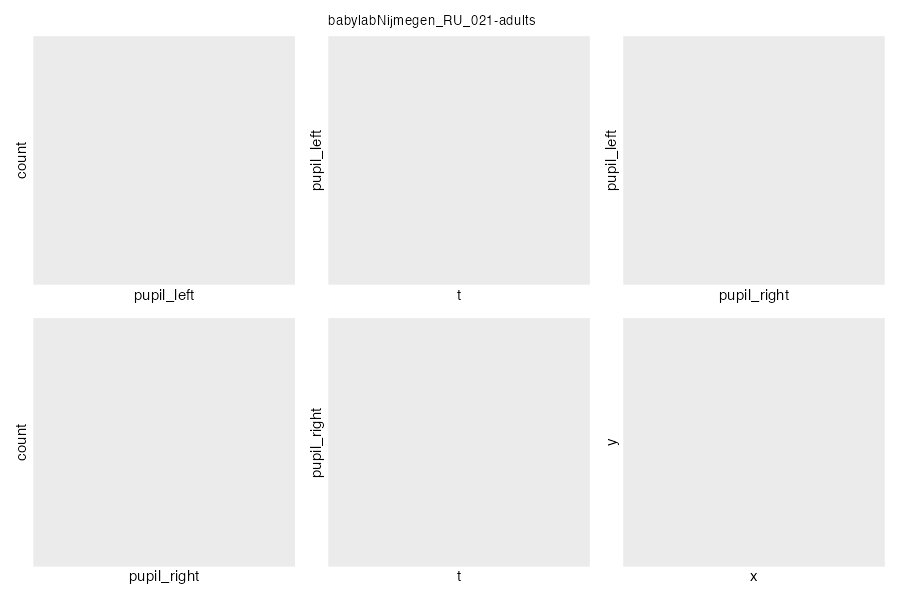 babylabNijmegen_RU_021-adults
count
pupil_left
pupil_left
t
pupil_left
pupil_right
count
pupil_right
pupil_right
t
y
x